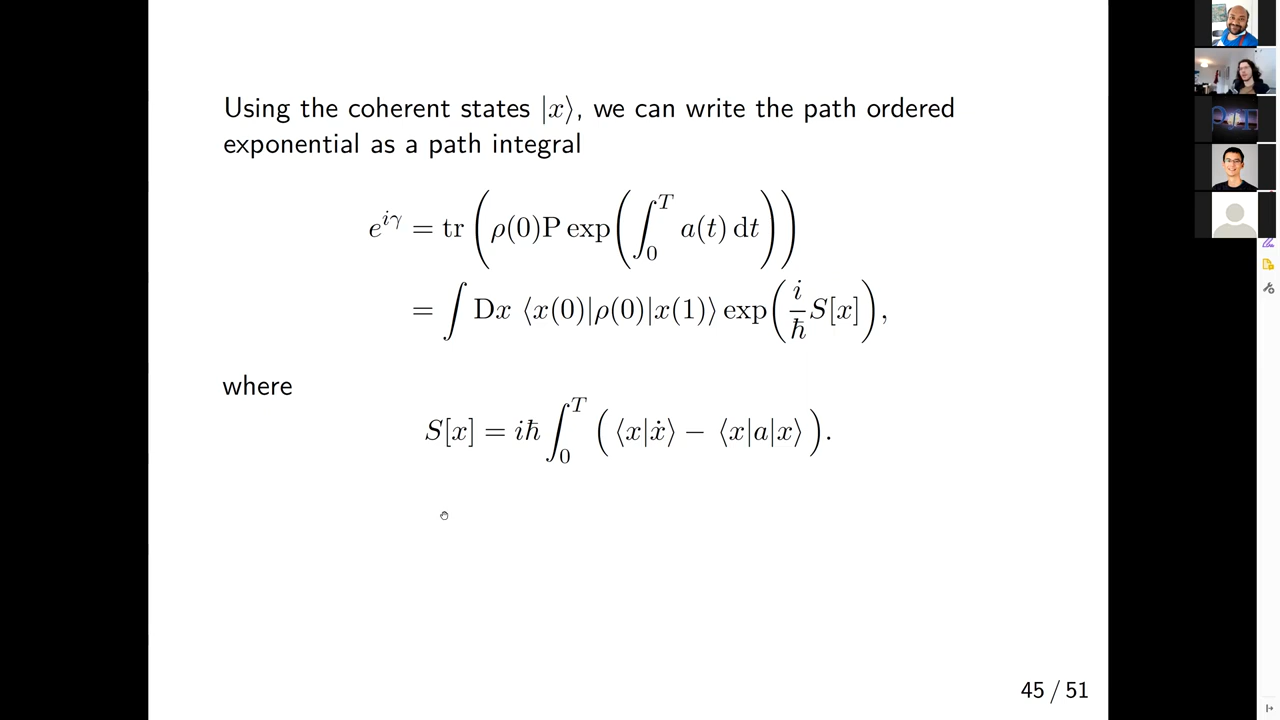 Using the coherent states |x⟩, we can write the path ordered
exponential as a path integral
e^{iγ} = tr(ρ(0)P exp(∫_0^T a(t) dt))
= ∫ Dx ⟨x(0)|ρ(0)|x(1)⟩ exp(i/ħ S[x]),
where
S[x] = iħ ∫_0^T (⟨x|ẋ⟩ − ⟨x|a|x⟩).
45 / 51